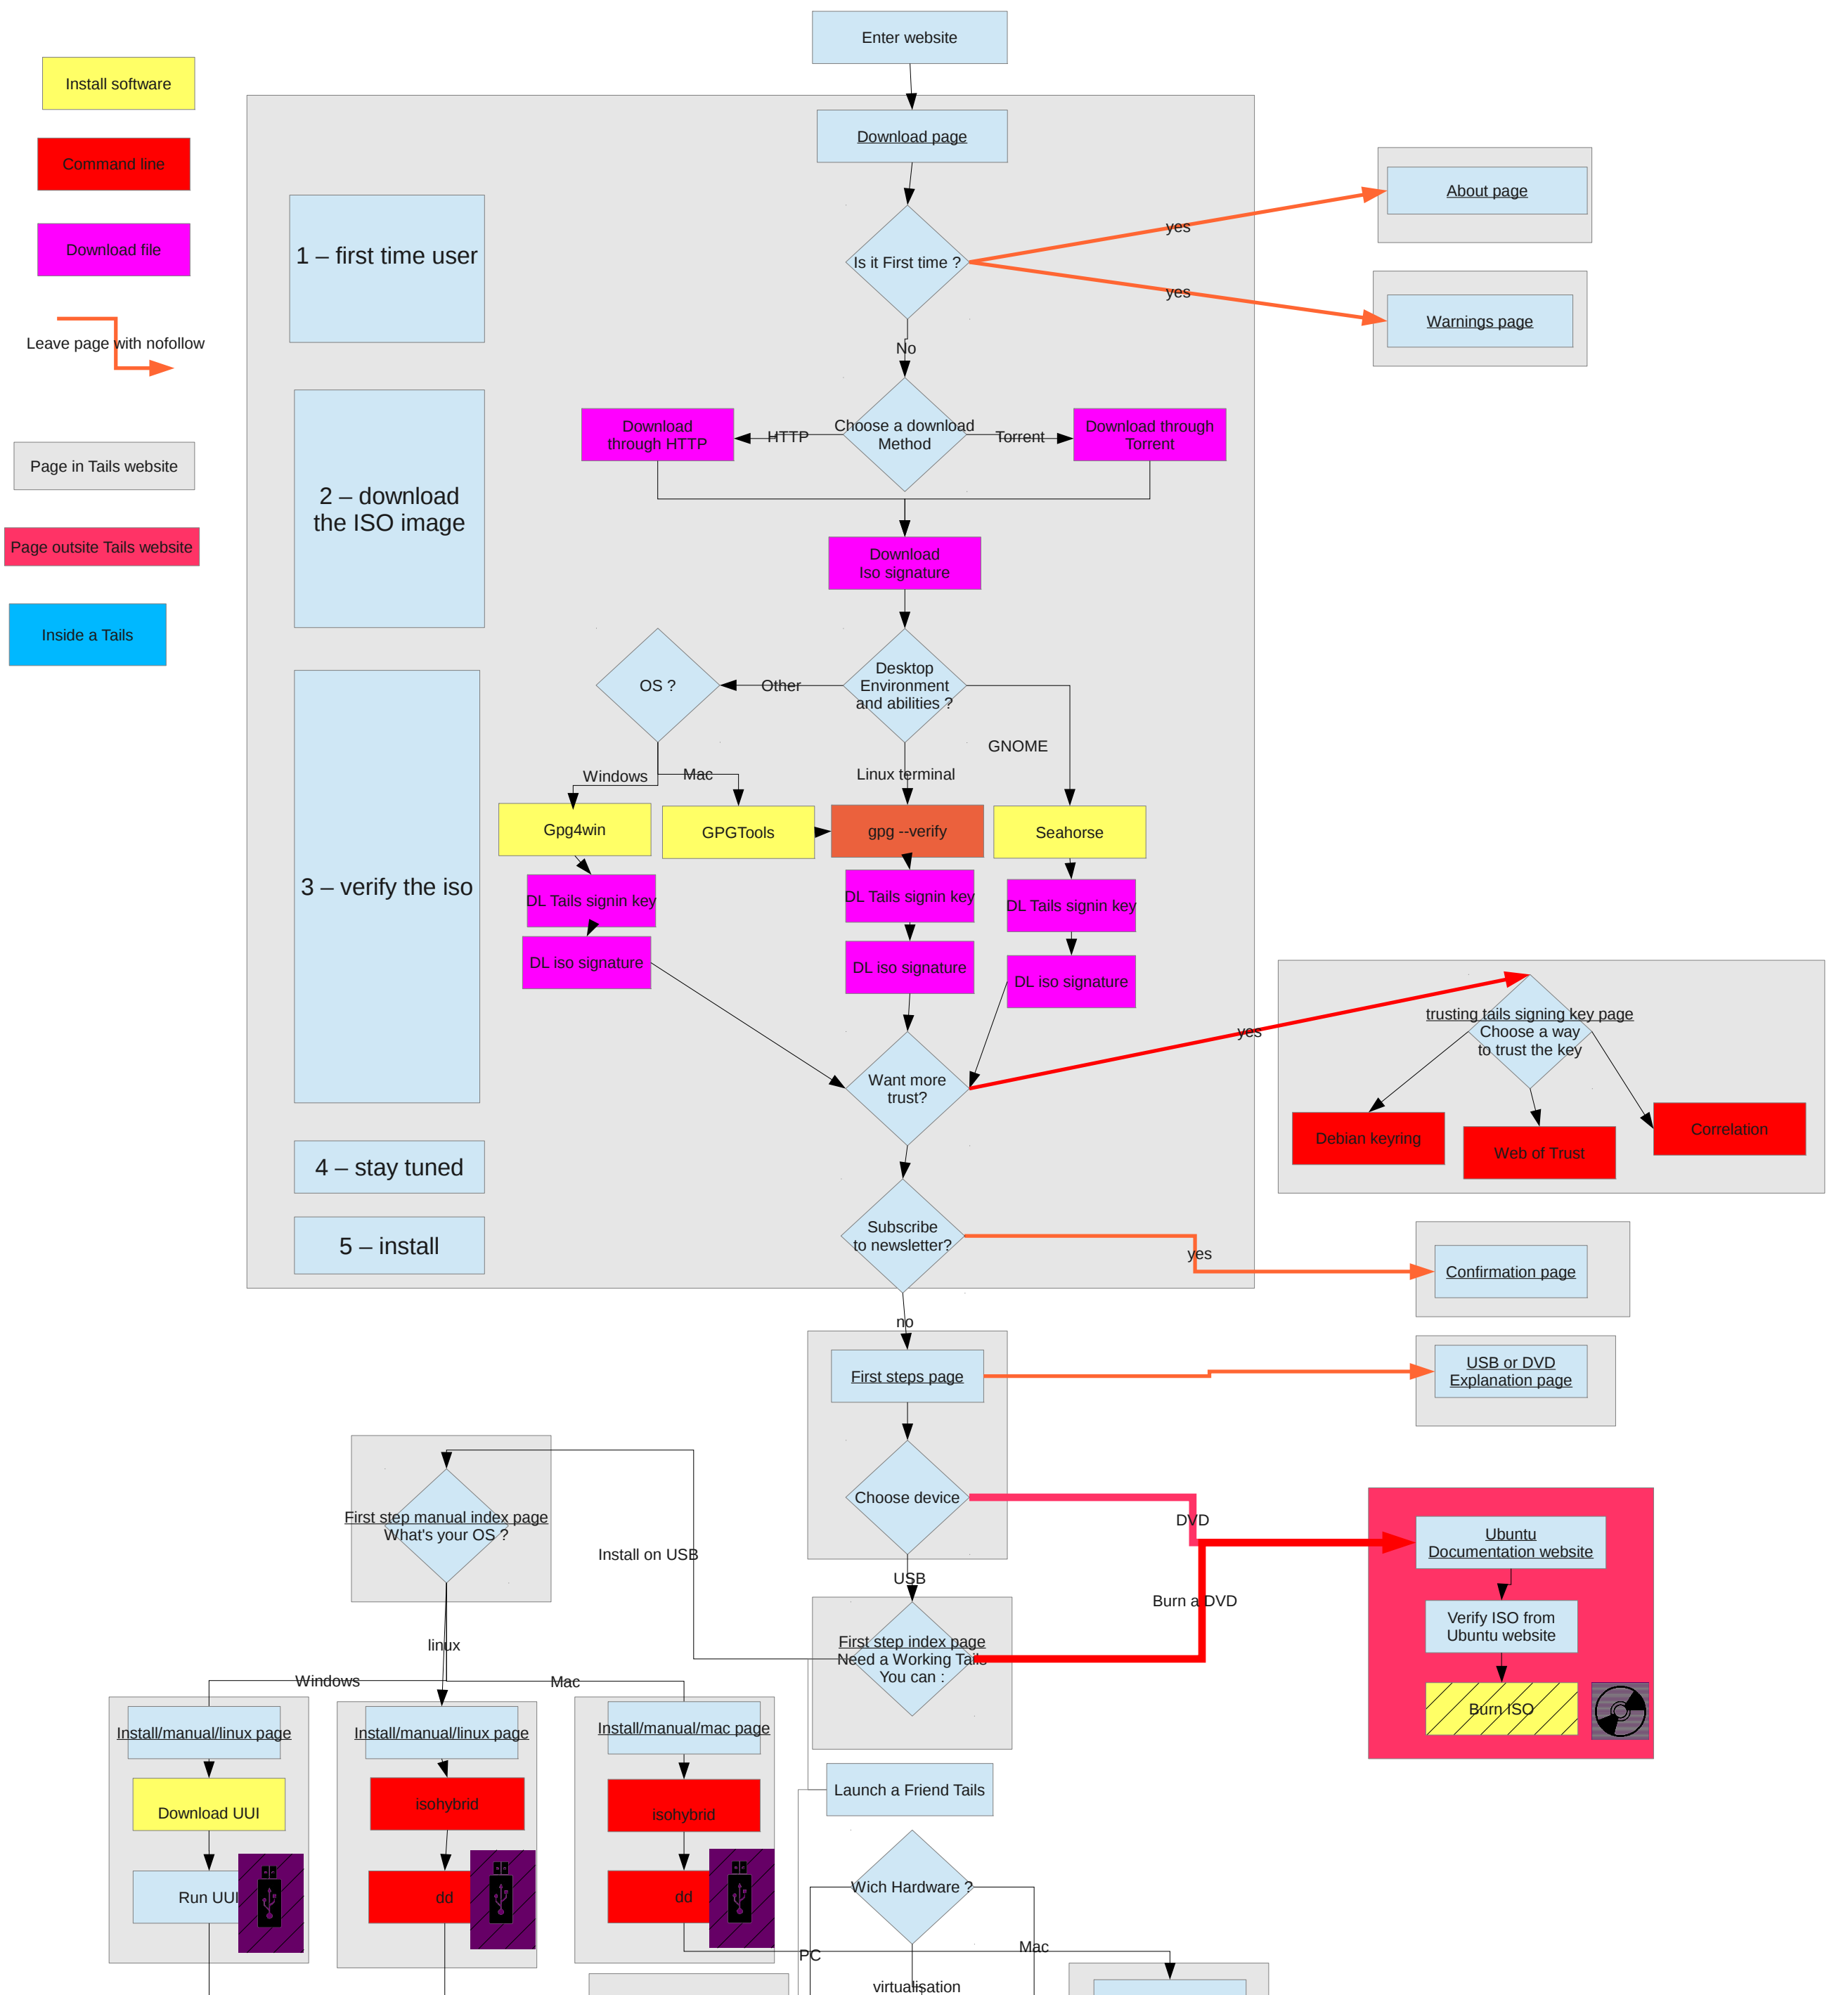 Enter website
Install software
Command line
Download file
Leave page with nofollow
Page in Tails website
Page outsite Tails website
Inside a Tails
Download page
1 – first time user
Is it First time ?
yes
About page
yes
Warnings page
No
2 – download
the ISO image
Download
through HTTP
HTTP
Choose a download
Method
Torrent
Download through
Torrent
Download
Iso signature
3 – verify the iso
OS ?
Other
Desktop
Environment
and abilities ?
GNOME
Windows
Mac
Linux terminal
Gpg4win
GPGTools
gpg --verify
Seahorse
DL Tails signin key
DL Tails signin key
DL Tails signin key
DL iso signature
DL iso signature
DL iso signature
Want more
trust?
yes
trusting tails signing key page
Choose a way
to trust the key
Debian keyring
Web of Trust
Correlation
4 – stay tuned
5 – install
Subscribe
to newsletter?
yes
Confirmation page
no
First steps page
USB or DVD
Explanation page
Choose device
DVD
USB
First step manual index page
What's your OS ?
Install on USB
Burn a DVD
Ubuntu
Documentation website
Verify ISO from
Ubuntu website
Burn ISO
First step index page
Need a Working Tails
You can :
linux
Windows
Mac
Install/manual/linux page
Install/manual/linux page
Install/manual/mac page
Download UUI
isohybrid
isohybrid
Run UUI
dd
dd
Launch a Friend Tails
Wich Hardware ?
PC
Mac
virtualisation